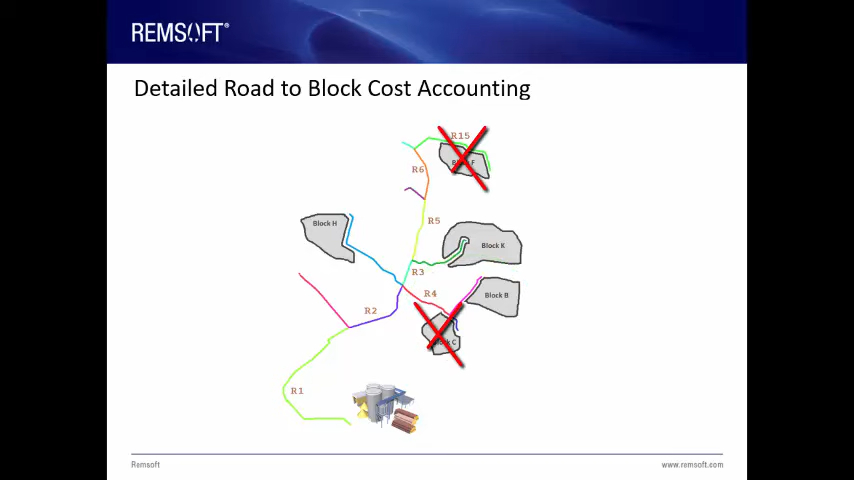 REMSOFT®
Detailed Road to Block Cost Accounting
R15
R6
R5
Block H
Block K
R3
R4
Block B
R2
R1
Remsoft
www.remsoft.com